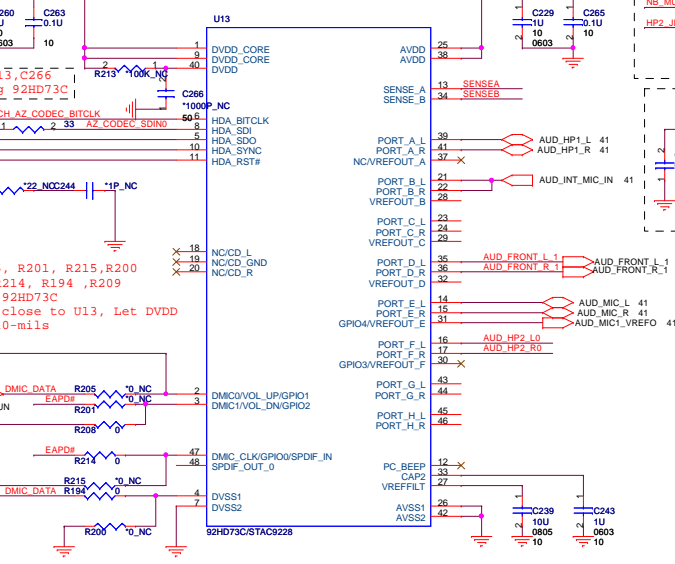 260
C263
0.1U
603
10
U13
C229
1U
10
0603
C265
0.1U
10
NB_MU
HP2_JD
1
9
40
DVDD_CORE
DVDD_CORE
DVDD
AVDD
AVDD
25
38
13,C266
g 92HD73C
2
R213
*100K_NC
C266
*1000P_NC
50
SENSE_A
SENSE_B
13
34
SENSEA
SENSEB
CH_AZ_CODEC_BITCLK
1
2
33
AZ_CODEC_SDIN0
6
8
5
10
11
HDA_BITCLK
HDA_SDI
HDA_SDO
HDA_SYNC
HDA_RST#
PORT_A_L
PORT_A_R
NC/VREFOUT_A
39
41
37
AUD_HP1_L 41
AUD_HP1_R 41
PORT_B_L
PORT_B_R
VREFOUT_B
21
22
28
AUD_INT_MIC_IN 41
*22_NC
C244
*1P_NC
PORT_C_L
PORT_C_R
VREFOUT_C
23
24
29
18
19
20
NC/CD_L
NC/CD_GND
NC/CD_R
PORT_D_L
PORT_D_R
VREFOUT_D
35
36
32
AUD_FRONT_L_1
AUD_FRONT_R_1
AUD_FRONT_L_1
AUD_FRONT_R_1
, R201, R215,R200
R214, R194 ,R209
92HD73C
close to U13, Let DVDD
0-mils
PORT_E_L
PORT_E_R
GPIO4/VREFOUT_E
14
15
31
AUD_MIC_L 41
AUD_MIC_R 41
AUD_MIC1_VREFO 41
PORT_F_L
PORT_F_R
GPIO3/VREFOUT_F
16
17
30
AUD_HP2_L0
AUD_HP2_R0
DMIC_DATA
R205
*0_NC
EAPD#
R201
*0_NC
UN
R208
0
2
3
DMIC0/VOL_UP/GPIO1
DMIC1/VOL_DN/GPIO2
PORT_G_L
PORT_G_R
43
44
PORT_H_L
PORT_H_R
45
46
EAPD#
R214
0
47
48
DMIC_CLK/GPIO0/SPDIF_IN
SPDIF_OUT_0
PC_BEEP
CAP2
VREFFILT
12
33
27
R215
*0_NC
DMIC_DATA
R194
0
4
7
DVSS1
DVSS2
AVSS1
AVSS2
26
42
R200
*0_NC
92HD73C/STAC9228
C239
10U
0805
10
C243
1U
0603
10